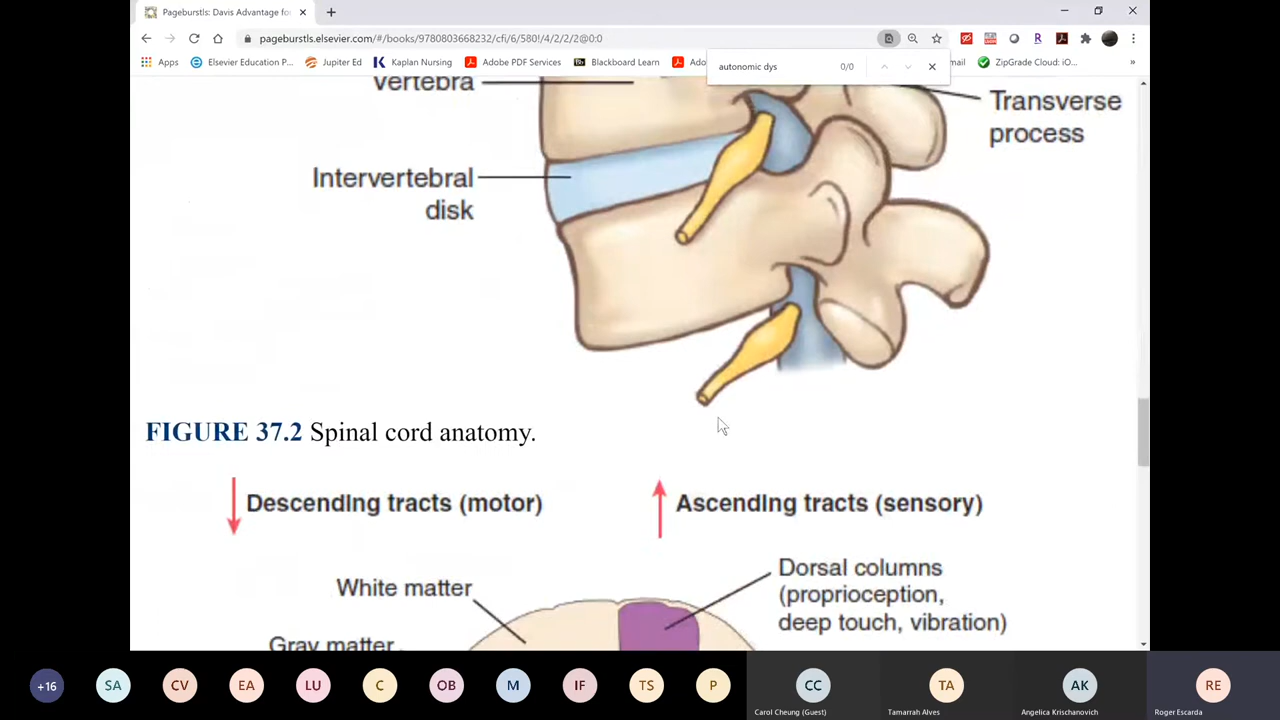 Pageburstls: Davis Advantage for
pageburstls.elsevier.com/#/books/9780803668232/cfi/6/580!/4/2/2/2@0:0
Apps
Elsevier Education P...
Jupiter Ed
Kaplan Nursing
Adobe PDF Services
Blackboard Learn
Ado
mail
ZipGrade Cloud: iO...
»
autonomic dys
0/0
Vertebra
Transverse
process
Intervertebral
disk
FIGURE 37.2 Spinal cord anatomy.
Descending tracts (motor)
Ascending tracts (sensory)
White matter
Dorsal columns
(proprioception,
deep touch, vibration)
Gray matter
+16
SA
CV
EA
LU
C
OB
M
IF
TS
P
CC
TA
AK
RE
Carol Cheung (Guest)
Tamarrah Alves
Angelica Krischanovich
Roger Escarda